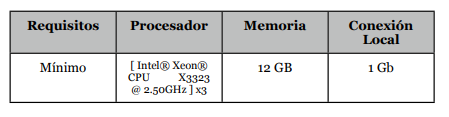 Requisitos Procesador Memoria Conexión Local
Mínimo [ Intel® Xeon® CPU X3323 @ 2.50GHz ] x3 12 GB 1 Gb